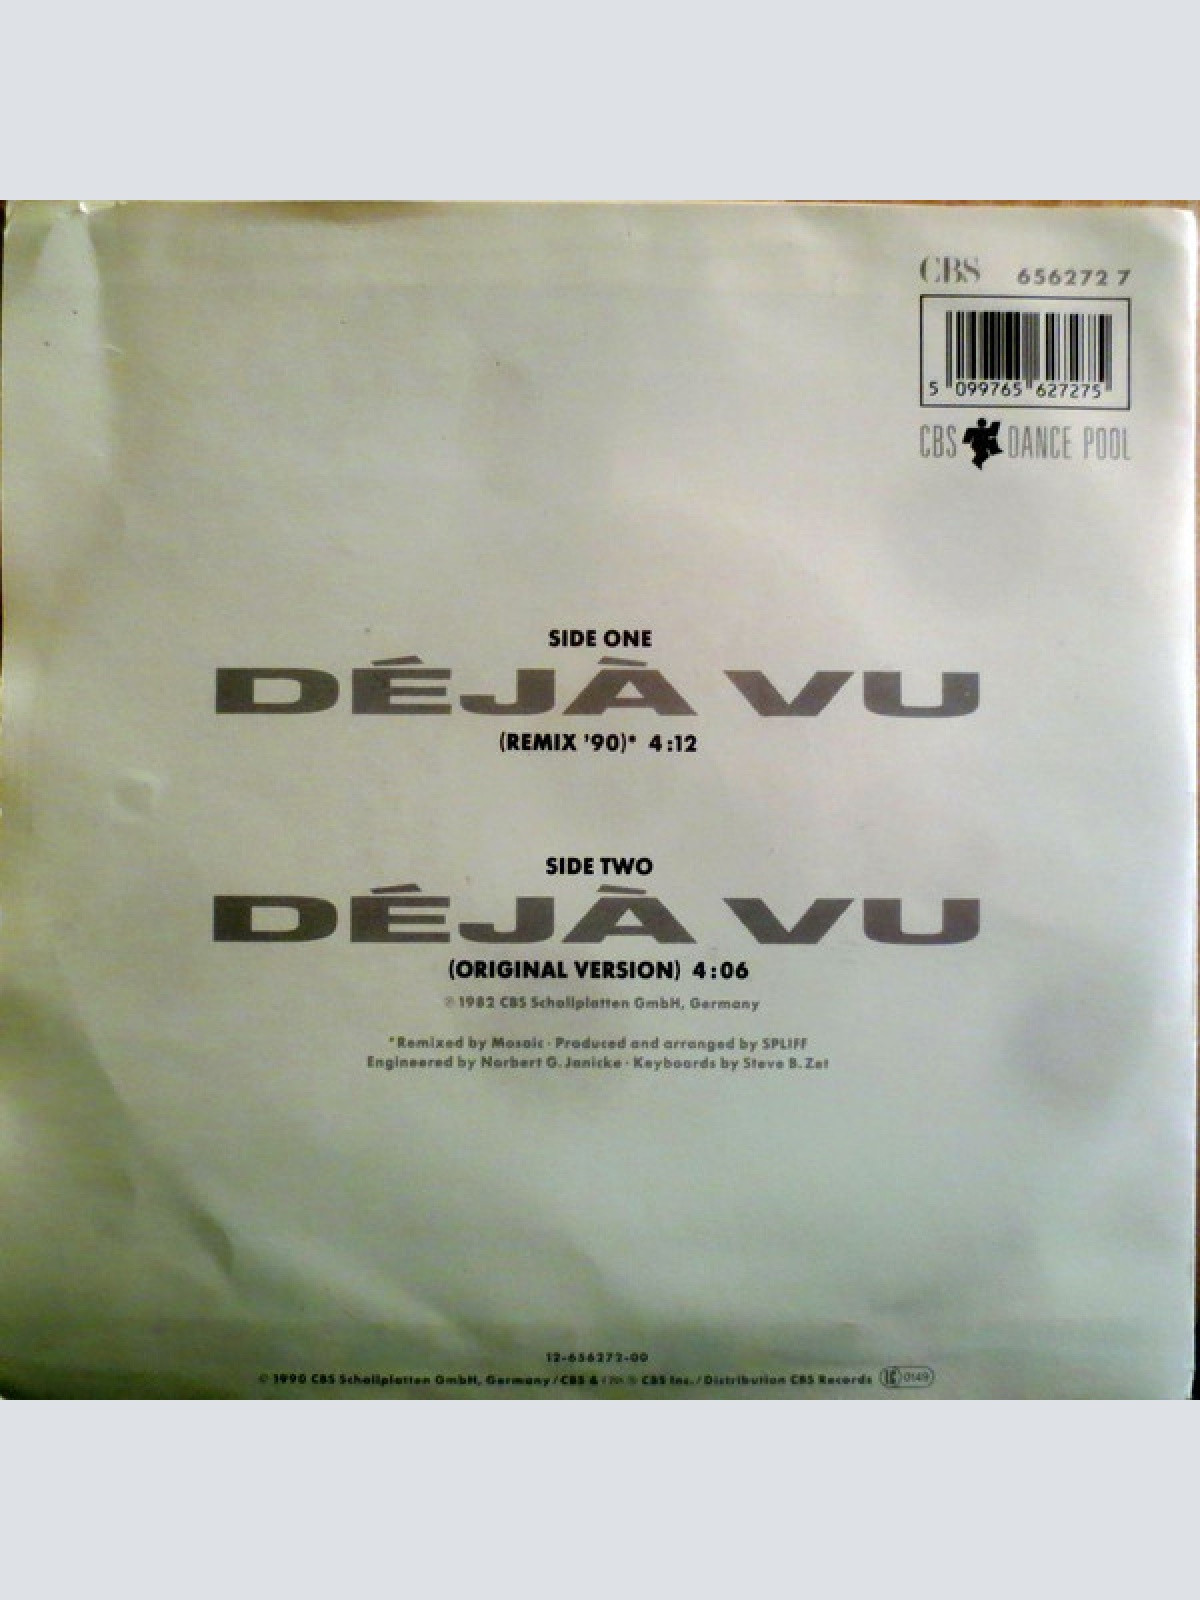 CBS 656272 7
5 099765 627275
CBS DANCE POOL
SIDE ONE
DÉJÀ VU
(REMIX '90)* 4:12
SIDE TWO
DÉJÀ VU
(ORIGINAL VERSION) 4:06
℗ 1982 CBS Schallplatten GmbH, Germany
*Remixed by Mosaic · Produced and arranged by SPLIFF
Engineered by Norbert G. Janicke · Keyboards by Steve B. Zet
12-656272-00
© 1990 CBS Schallplatten GmbH, Germany / CBS & CBS Inc. / Distribution CBS Records LC 0149